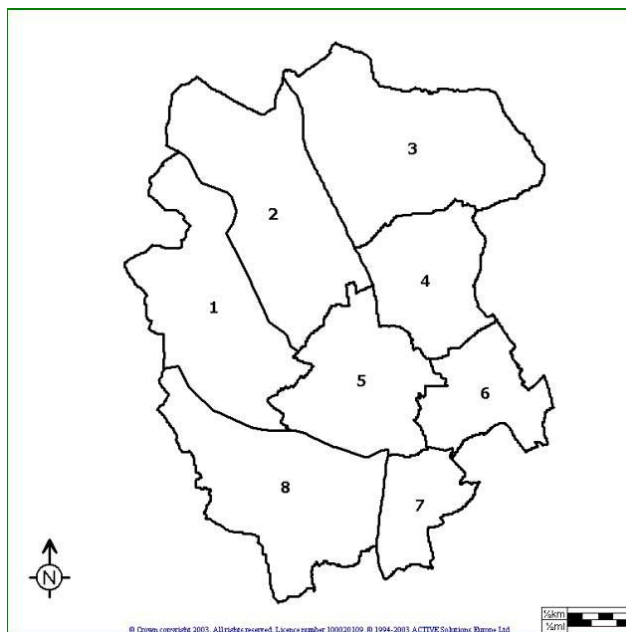 3
2
4
1
5
6
7
8
N
½km
½ml
© Crown copyright 2003. All rights reserved. Licence number 100020109. © 1994-2003 ACTIVE Solutions Europe Ltd